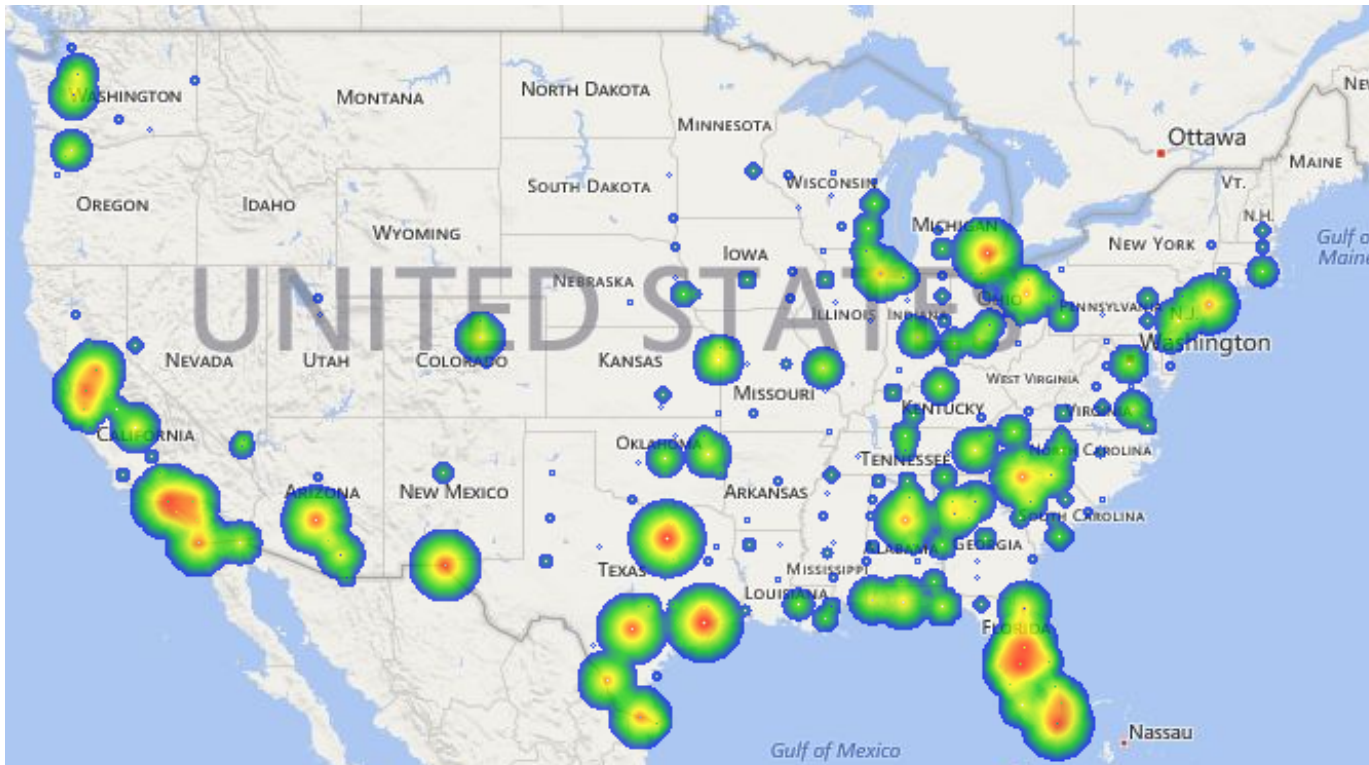 WASHINGTON
MONTANA
NORTH DAKOTA
MINNESOTA
Ottawa
MAINE
NE
VT.
SOUTH DAKOTA
WISCONSIN
OREGON
IDAHO
N.H.
MICHIGAN
WYOMING
NEW YORK
Gulf o
Maine
IOWA
UNITED STATES
NEBRASKA
OHIO
PENNSYLVANIA
ILLINOIS
INDIANA
N.J.
Washington
NEVADA
UTAH
COLORADO
KANSAS
WEST VIRGINIA
MISSOURI
KENTUCKY
VIRGINIA
CALIFORNIA
OKLAHOMA
TENNESSEE
NORTH CAROLINA
ARIZONA
NEW MEXICO
ARKANSAS
SOUTH CAROLINA
ALABAMA
GEORGIA
TEXAS
MISSISSIPPI
LOUISIANA
FLORIDA
Nassau
Gulf of Mexico